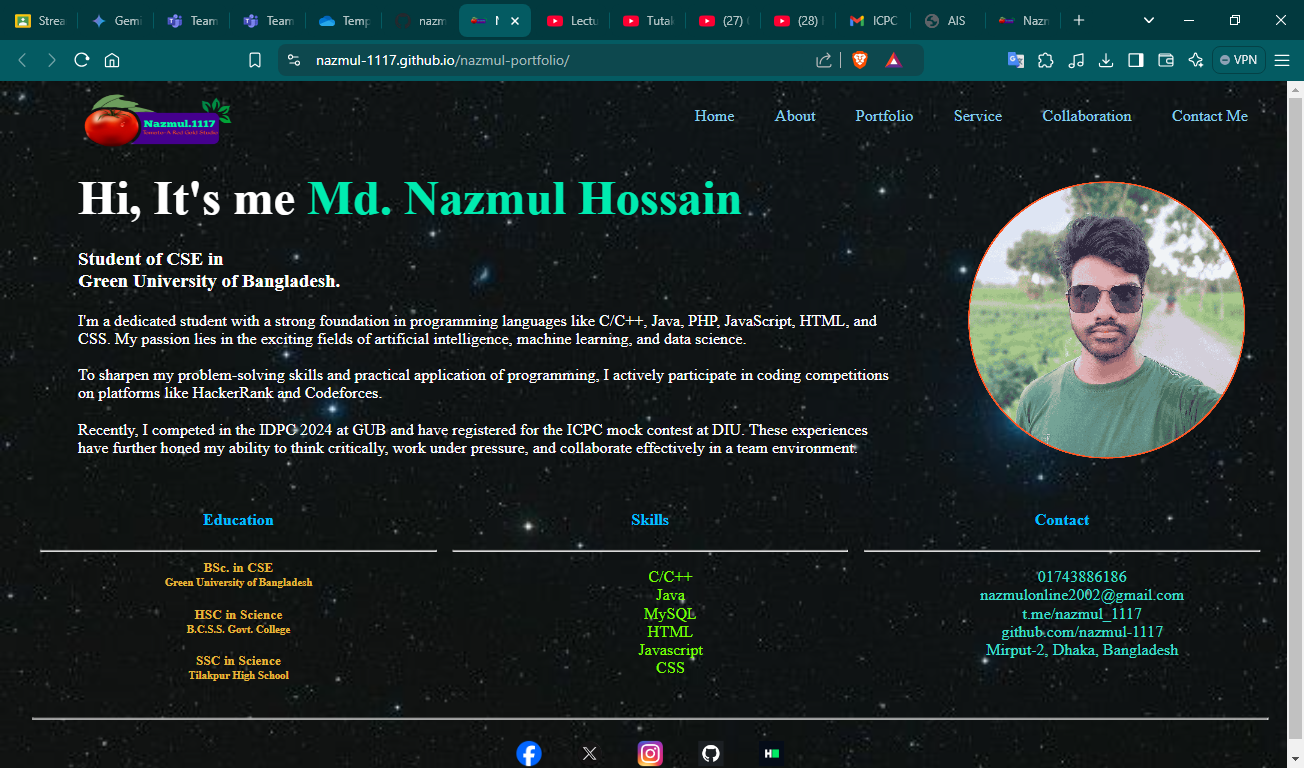 Strea
Gemi
Team
Team
Temp
nazm
N
Lectu
Tutal
(27)
(28)
ICPC
AIS
Nazn
nazmul-1117.github.io/nazmul-portfolio/
VPN
Nazmul.1117
Home
About
Portfolio
Service
Collaboration
Contact Me
Hi, It's me Md. Nazmul Hossain
Student of CSE in
Green University of Bangladesh.
I'm a dedicated student with a strong foundation in programming languages like C/C++, Java, PHP, JavaScript, HTML, and
CSS. My passion lies in the exciting fields of artificial intelligence, machine learning, and data science.
To sharpen my problem-solving skills and practical application of programming, I actively participate in coding competitions
on platforms like HackerRank and Codeforces.
Recently, I competed in the IDPC 2024 at GUB and have registered for the ICPC mock contest at DIU. These experiences
have further honed my ability to think critically, work under pressure, and collaborate effectively in a team environment.
Education
BSc. in CSE
Green University of Bangladesh
HSC in Science
B.C.S.S. Govt. College
SSC in Science
Tilakpur High School
Skills
C/C++
Java
MySQL
HTML
Javascript
CSS
Contact
01743886186
nazmulonline2002@gmail.com
t.me/nazmul_1117
github.com/nazmul-1117
Mirput-2, Dhaka, Bangladesh
H